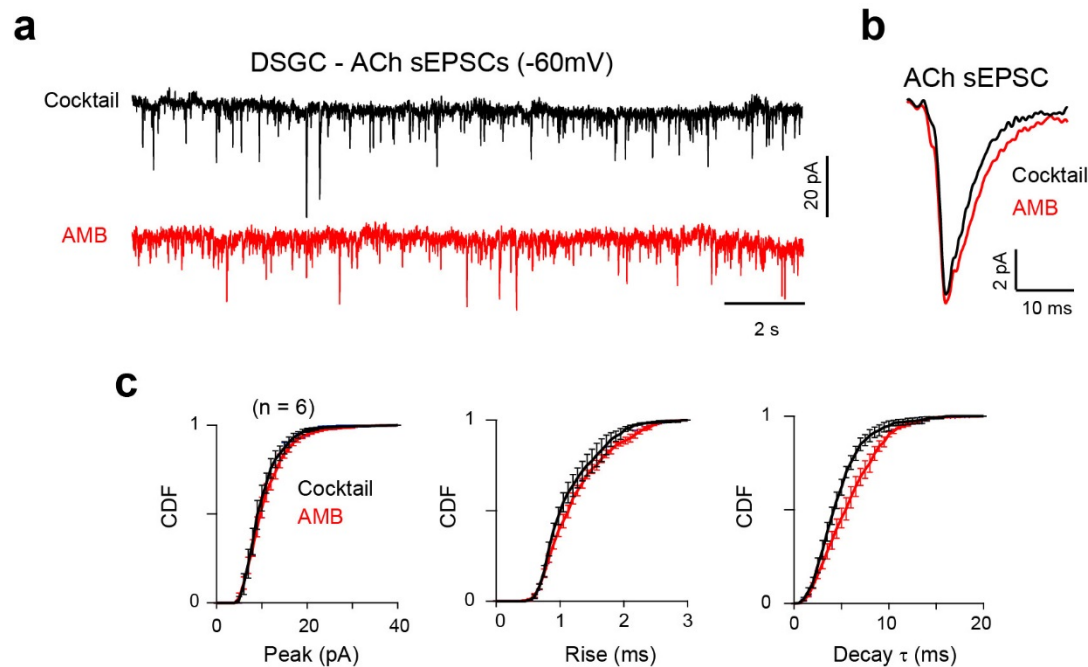 a
DSGC - ACh sEPSCs (-60mV)
Cocktail
20 pA
AMB
2 s
b
ACh sEPSC
Cocktail
AMB
2 pA
10 ms
c
(n = 6)
1
CDF
Cocktail
AMB
0
0 20 40
Peak (pA)
1
CDF
0
0 1 2 3
Rise (ms)
1
CDF
0
0 10 20
Decay τ (ms)